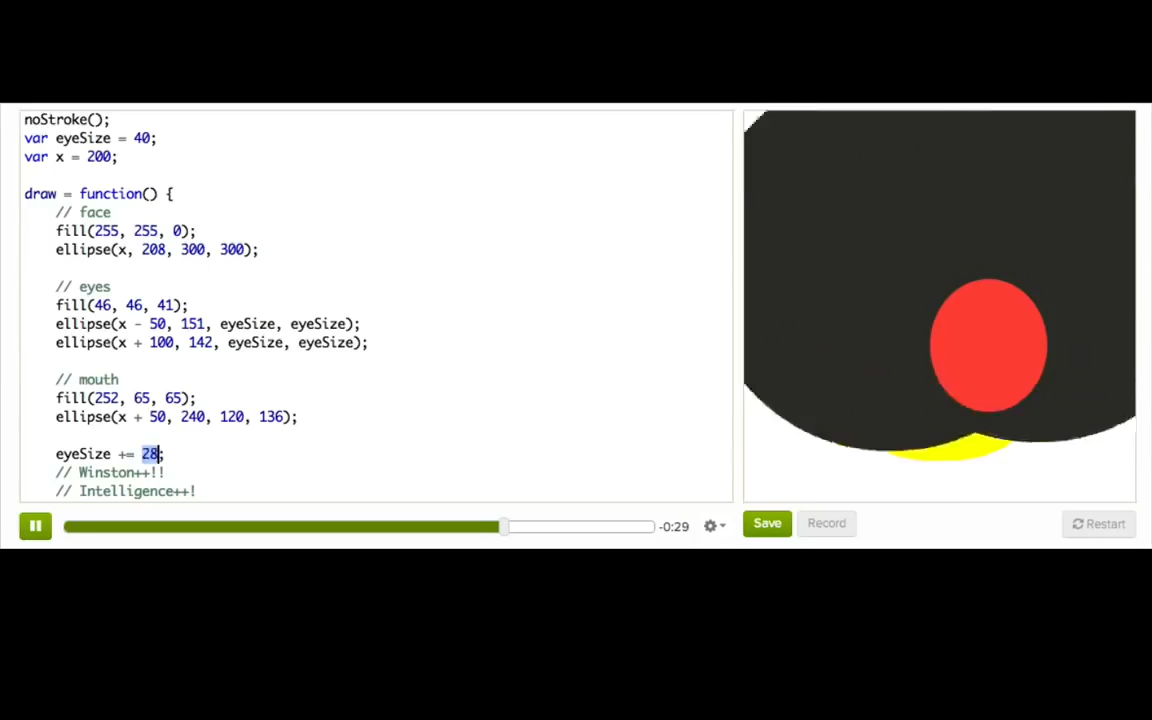 noStroke();
var eyeSize = 40;
var x = 200;
draw = function() {
// face
fill(255, 255, 0);
ellipse(x, 208, 300, 300);
// eyes
fill(46, 46, 41);
ellipse(x - 50, 151, eyeSize, eyeSize);
ellipse(x + 100, 142, eyeSize, eyeSize);
// mouth
fill(252, 65, 65);
ellipse(x + 50, 240, 120, 136);
eyeSize += 28;
// Winston++!!
// Intelligence++!
-0:29
Save
Record
Restart